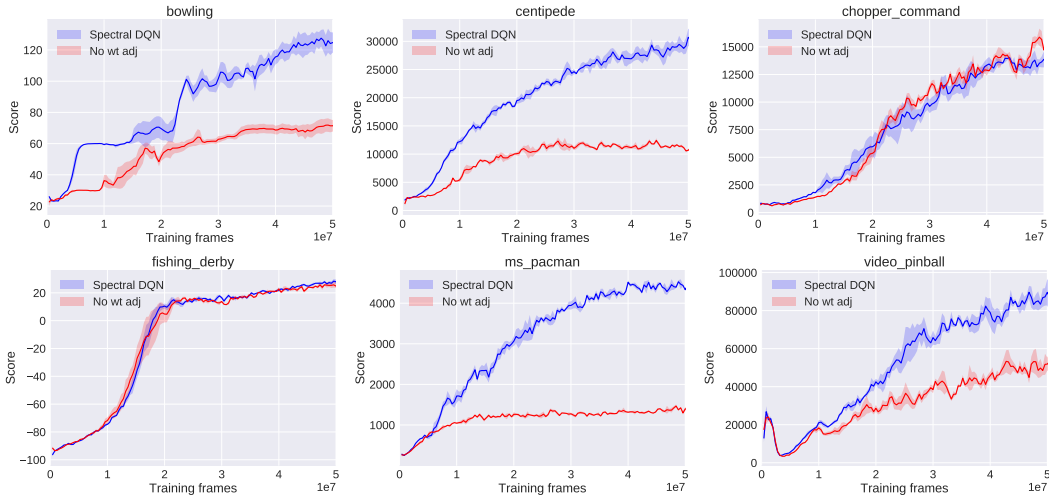 bowling
Spectral DQN
No wt adj
Score
120
100
80
60
40
20
0 1 2 3 4 5
Training frames
1e7
centipede
Spectral DQN
No wt adj
Score
30000
25000
20000
15000
10000
5000
0
0 1 2 3 4 5
Training frames
1e7
chopper_command
Spectral DQN
No wt adj
Score
15000
12500
10000
7500
5000
2500
0
0 1 2 3 4 5
Training frames
1e7
fishing_derby
Spectral DQN
No wt adj
Score
20
0
−20
−40
−60
−80
−100
0 1 2 3 4 5
Training frames
1e7
ms_pacman
Spectral DQN
No wt adj
Score
4000
3000
2000
1000
0 1 2 3 4 5
Training frames
1e7
video_pinball
Spectral DQN
No wt adj
Score
100000
80000
60000
40000
20000
0
0 1 2 3 4 5
Training frames
1e7